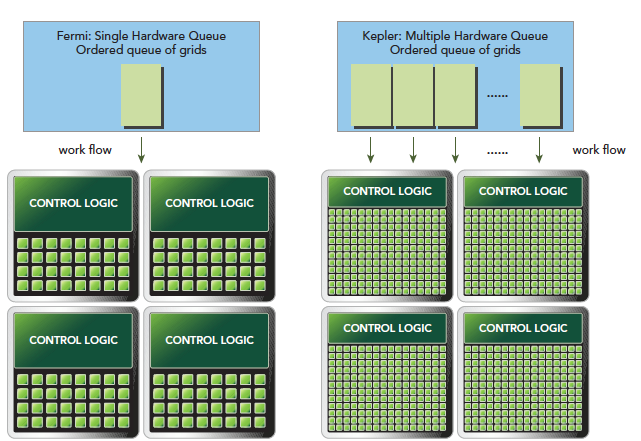 Fermi: Single Hardware Queue
Ordered queue of grids
Kepler: Multiple Hardware Queue
Ordered queue of grids
......
work flow
......
work flow
CONTROL LOGIC
CONTROL LOGIC
CONTROL LOGIC
CONTROL LOGIC
CONTROL LOGIC
CONTROL LOGIC
CONTROL LOGIC
CONTROL LOGIC